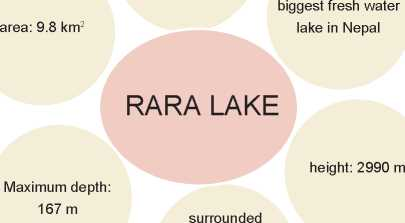 biggest fresh water
lake in Nepal
area: 9.8 km²
RARA LAKE
height: 2990 m
Maximum depth:
167 m
surrounded